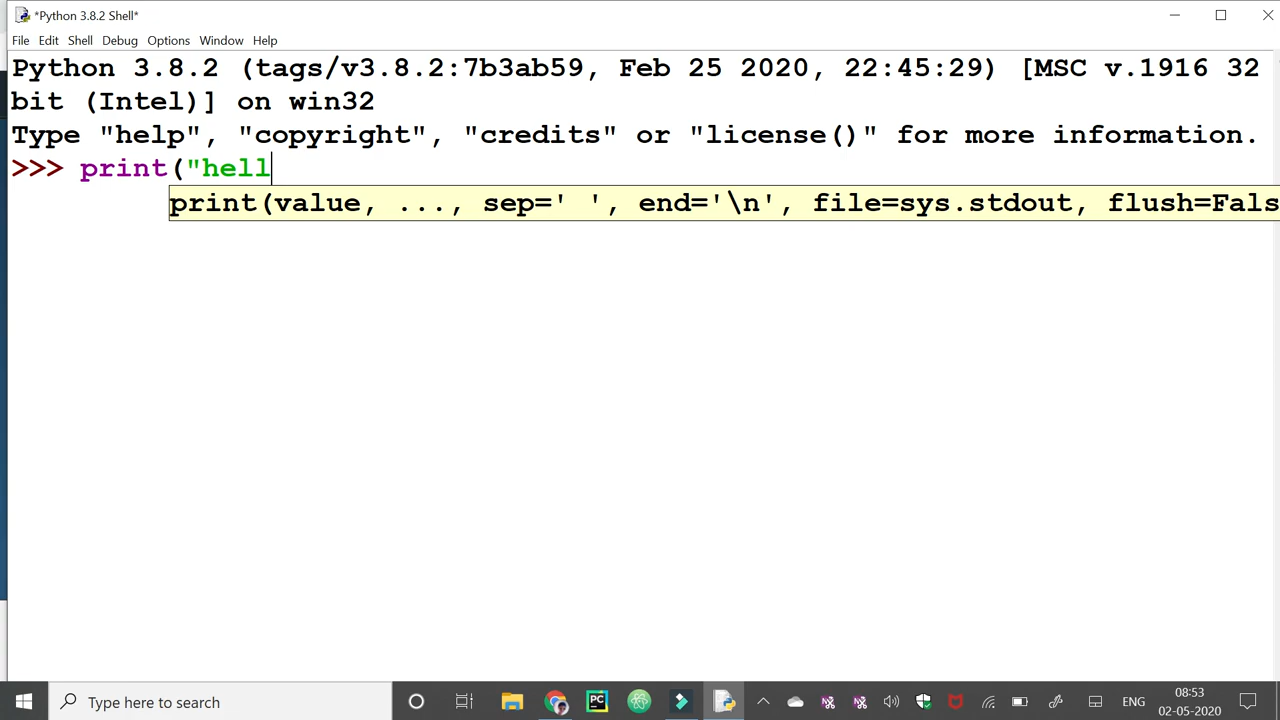 *Python 3.8.2 Shell*
File Edit Shell Debug Options Window Help
Python 3.8.2 (tags/v3.8.2:7b3ab59, Feb 25 2020, 22:45:29) [MSC v.1916 32
bit (Intel)] on win32
Type "help", "copyright", "credits" or "license()" for more information.
>>> print("hell
print(value, ..., sep=' ', end='\n', file=sys.stdout, flush=Fals
Type here to search
PC
ENG
08:53
02-05-2020